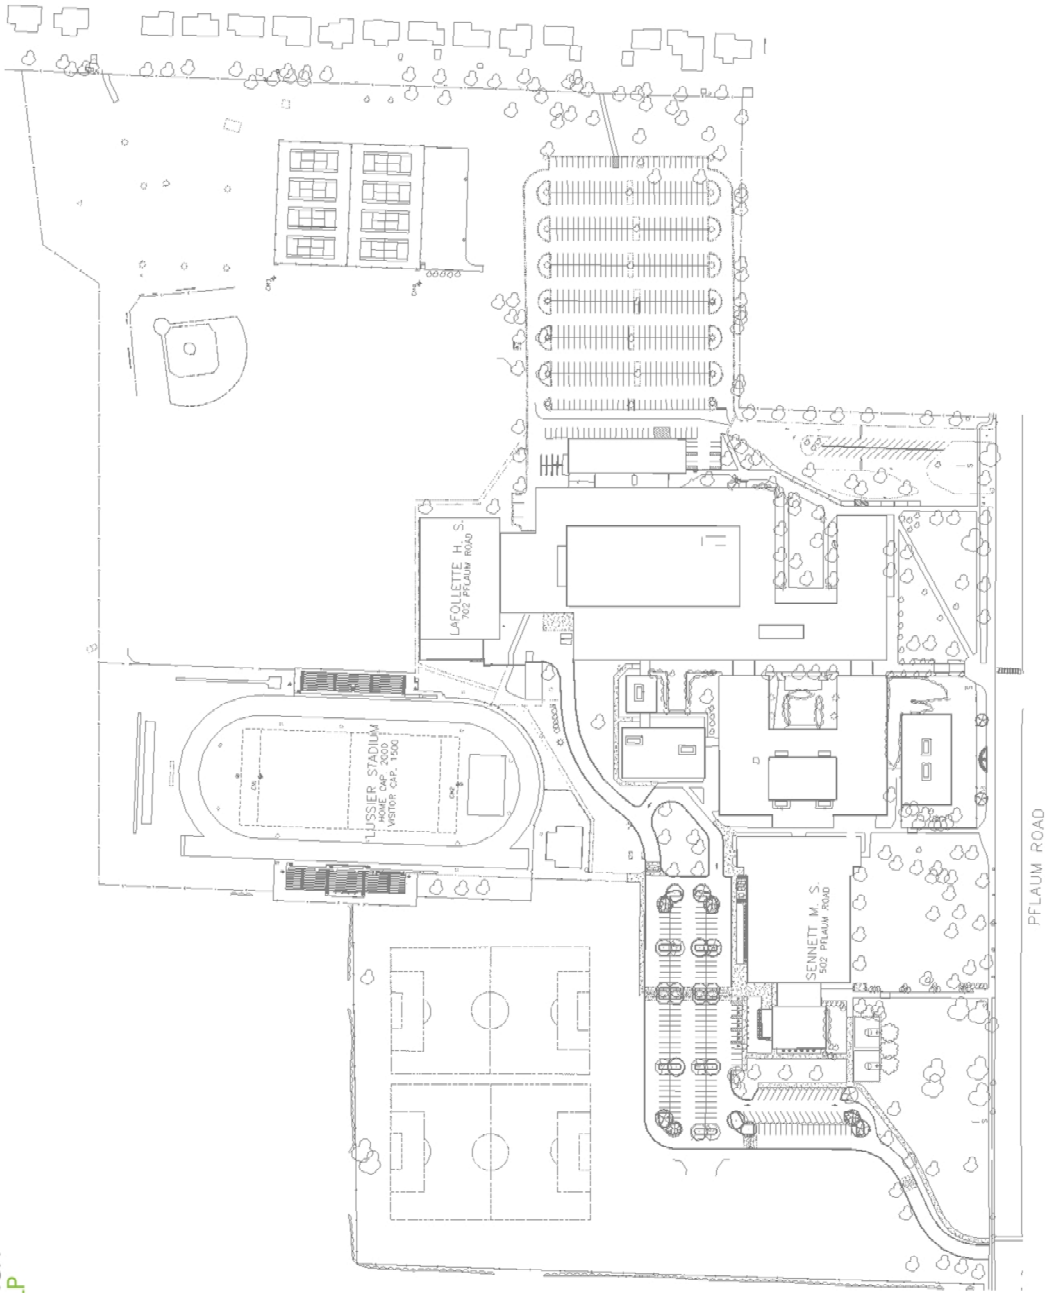 LAFOLLETTE H. S.
702 PFLAUM ROAD
LUSSIER STADIUM
HOME CAP. 2000
VISITOR CAP. 1500
SENNETT M. S.
502 PFLAUM ROAD
PFLAUM ROAD
.P